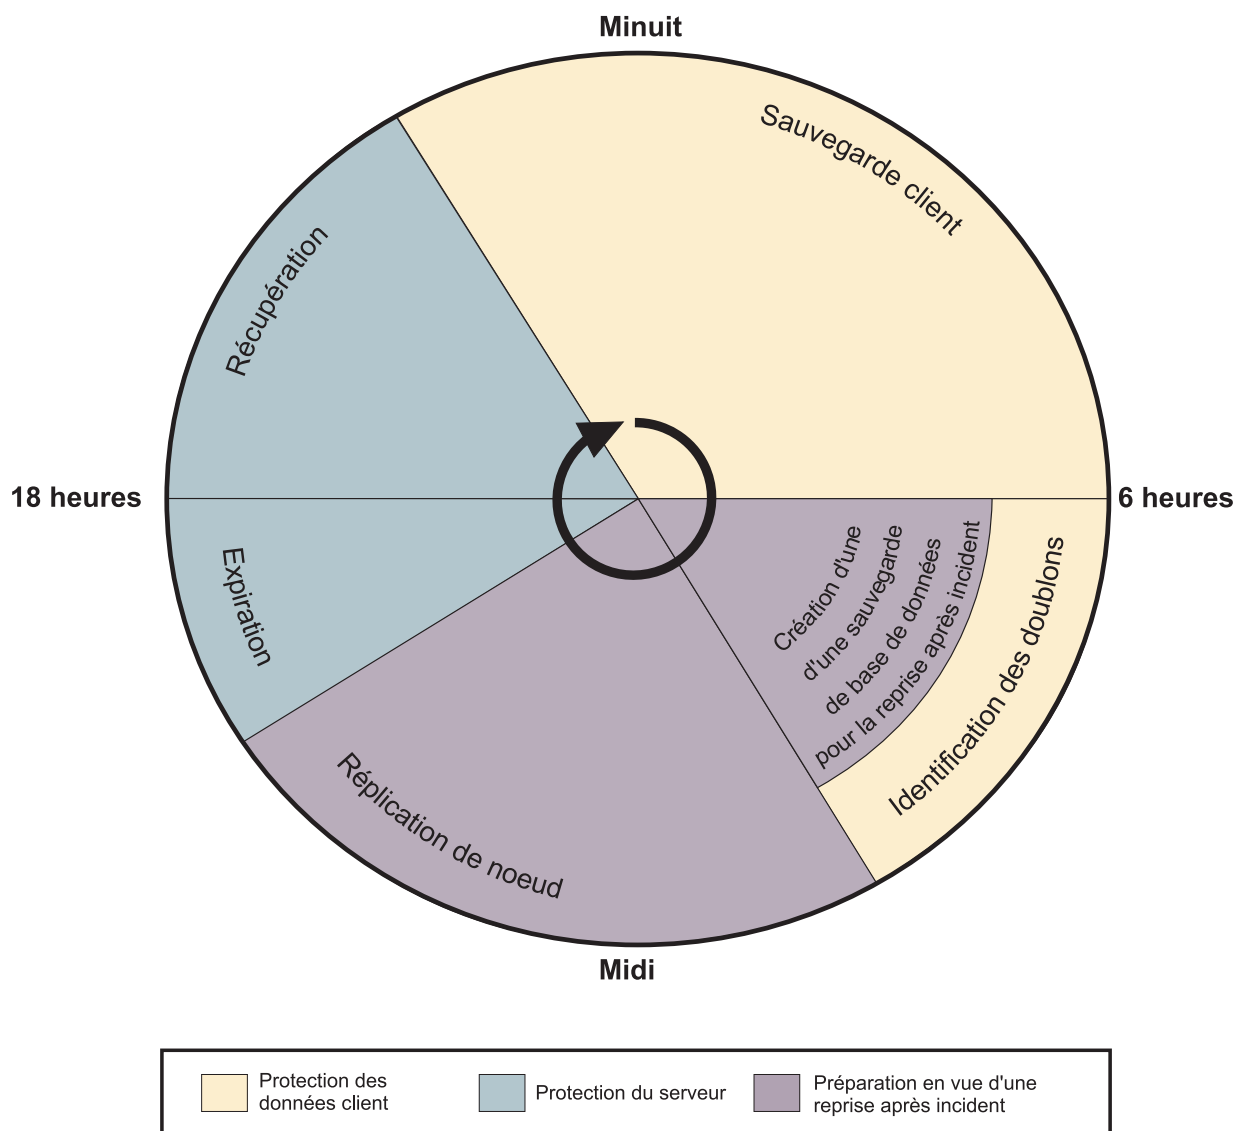 Minuit
Sauvegarde client
Récupération
18 heures
6 heures
Expiration
Création d'une
d'une sauvegarde
de base de données
pour la reprise après incident
Identification des doublons
Réplication de noeud
Midi
Protection des
données client
Protection du serveur
Préparation en vue d'une
reprise après incident